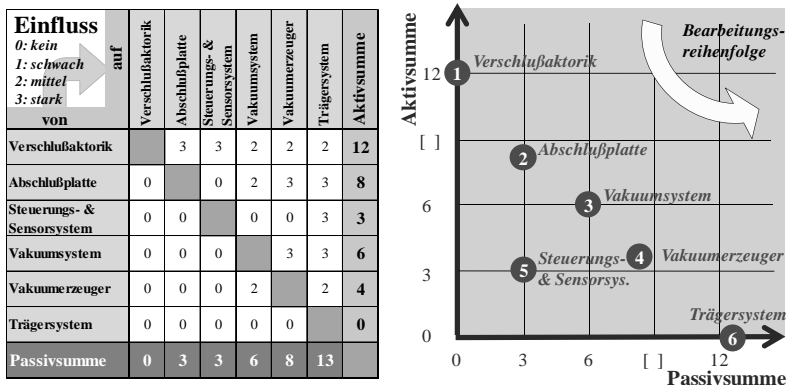 Einfluss
0: kein
1: schwach
2: mittel
3: stark
auf
von
Verschlußaktorik
Abschlußplatte
Steuerungs- &
Sensorsystem
Vakuumsystem
Vakuumerzeuger
Trägersystem
Aktivsumme
Verschlußaktorik 3 3 2 2 2 12
Abschlußplatte 0 0 2 3 3 8
Steuerungs- &
Sensorsystem 0 0 0 0 3 3
Vakuumsystem 0 0 0 3 3 6
Vakuumerzeuger 0 0 0 2 2 4
Trägersystem 0 0 0 0 0 0
Passivsumme 0 3 3 6 8 13
Aktivsumme
Bearbeitungs-
reihenfolge
12 1 Verschlußaktorik
[ ]
2 Abschlußplatte
6 3 Vakuumsystem
3 5 Steuerungs-
& Sensorsys.
4 Vakuumerzeuger
Trägersystem
0 6
0 3 6 [ ] 12
Passivsumme